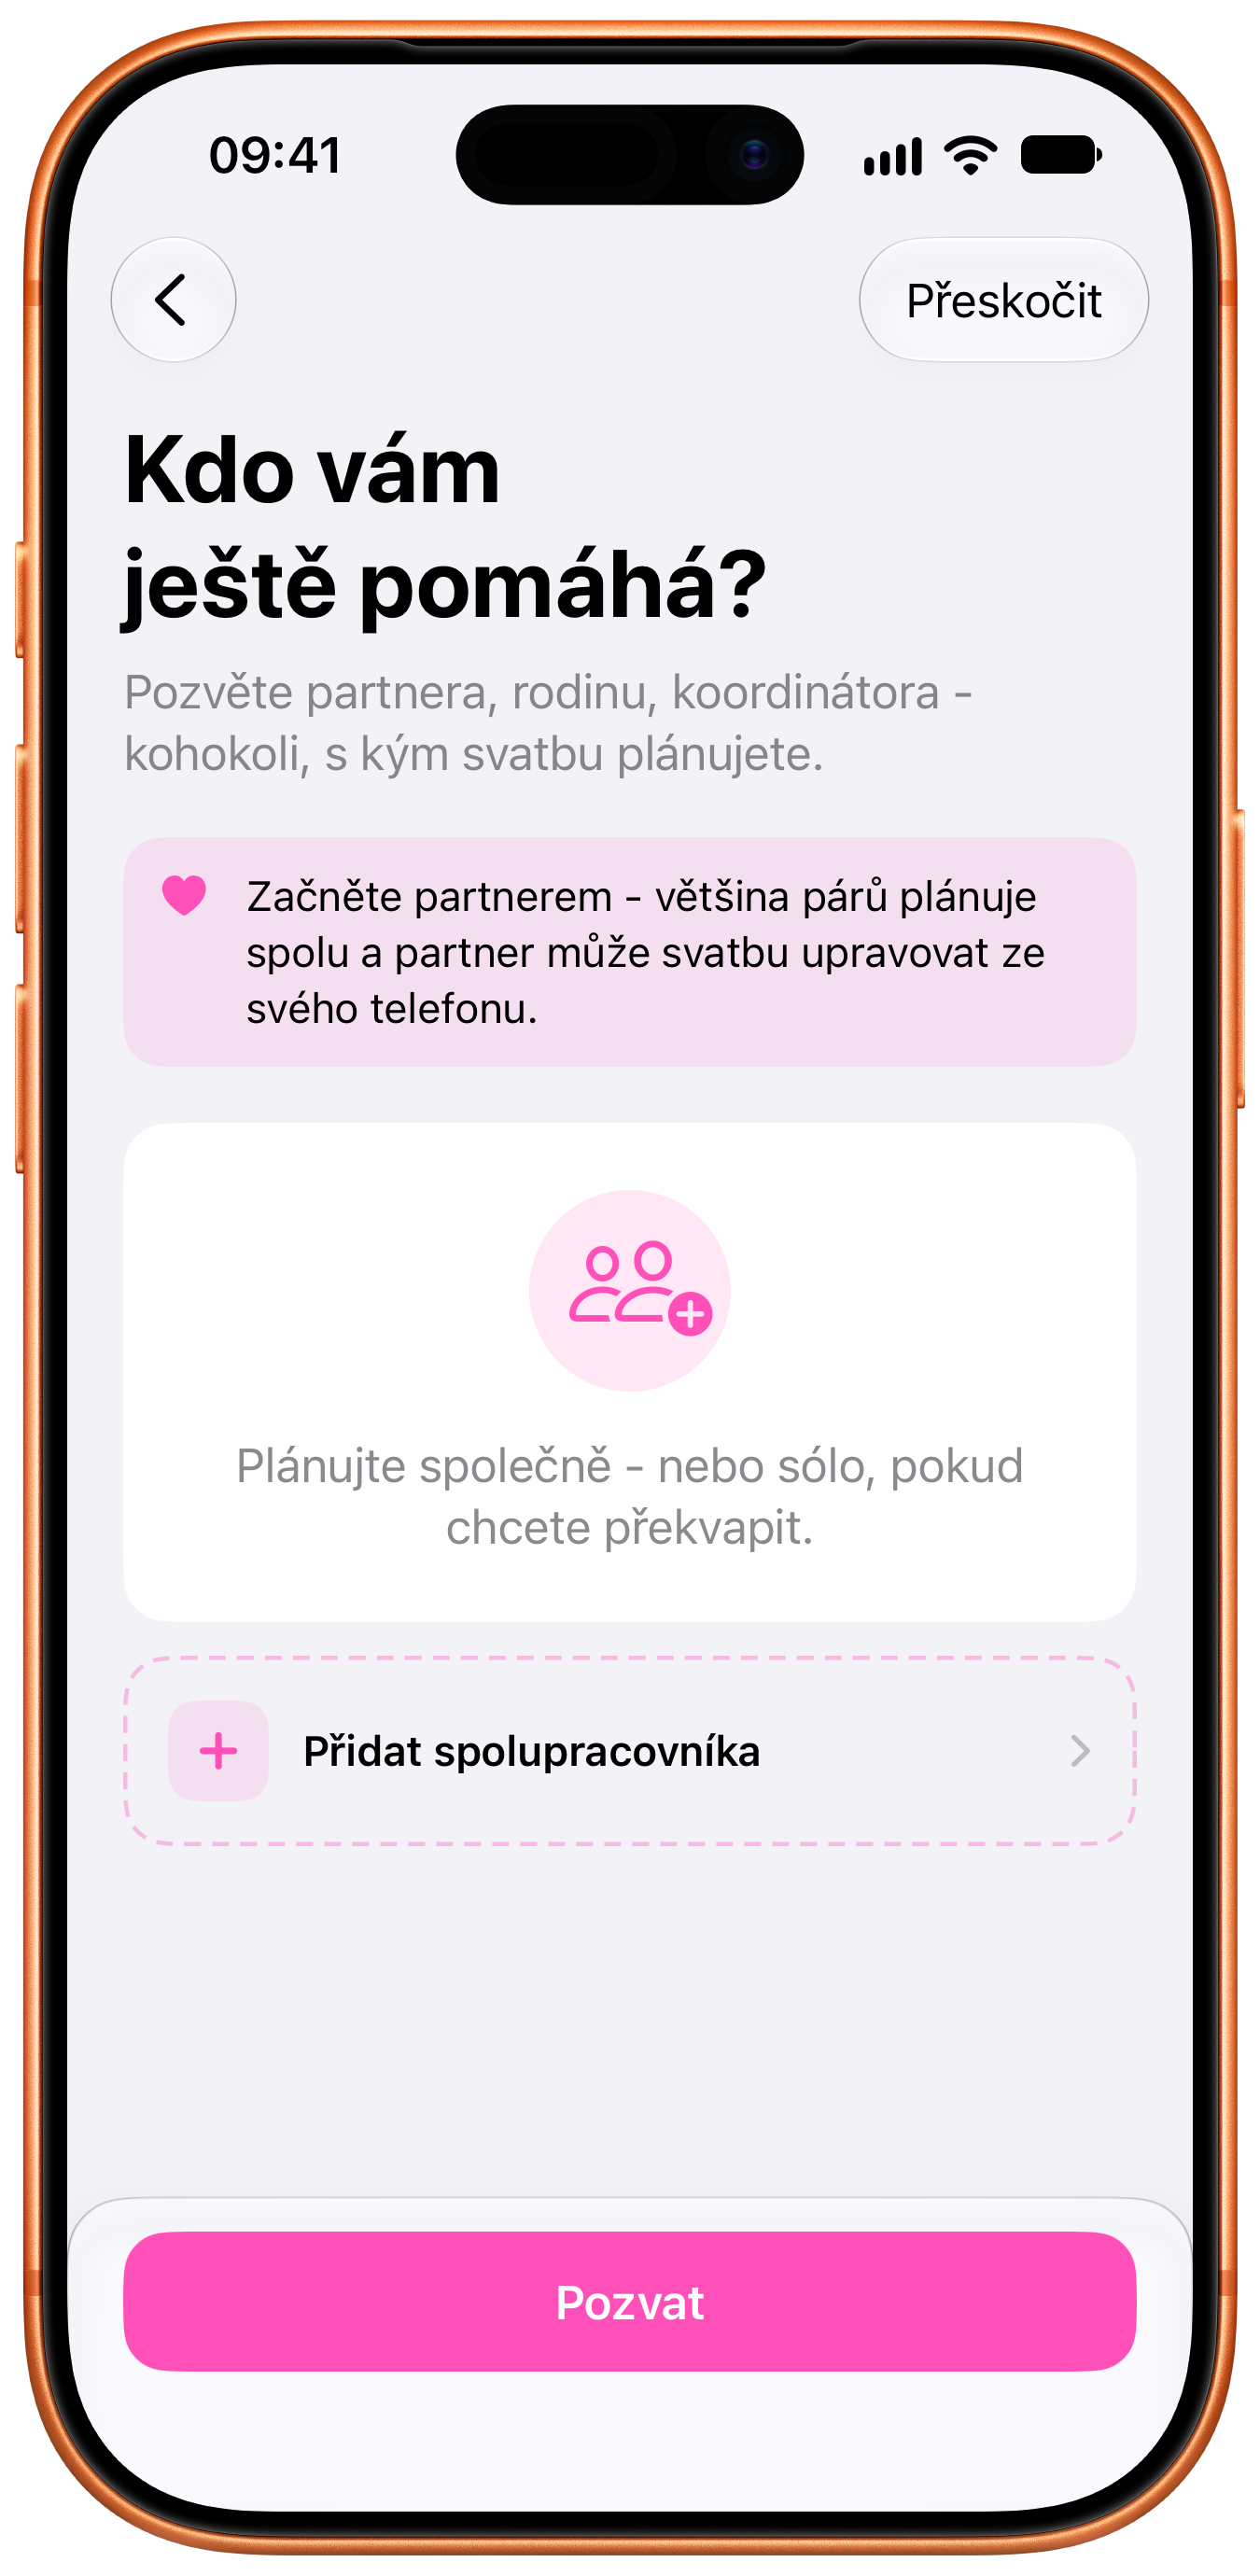 09:41
Přeskočit
Kdo vám
ještě pomáhá?
Pozvěte partnera, rodinu, koordinátora -
kohokoli, s kým svatbu plánujete.
Začněte partnerem - většina párů plánuje
spolu a partner může svatbu upravovat ze
svého telefonu.
Plánujte společně - nebo sólo, pokud
chcete překvapit.
Přidat spolupracovníka
Pozvat